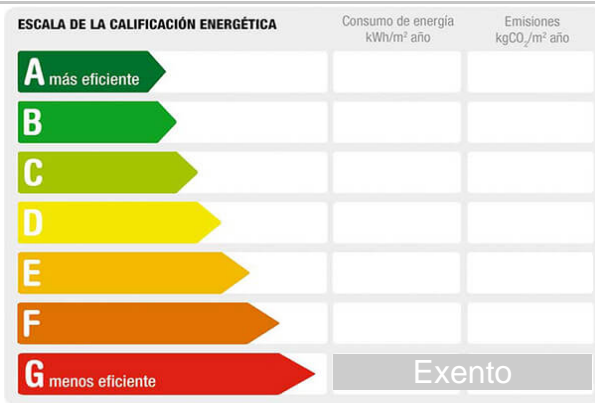 ESCALA DE LA CALIFICACIÓN ENERGÉTICA
Consumo de energía
kWh/m² año
Emisiones
kgCO₂/m² año
A más eficiente
B
C
D
E
F
G menos eficiente
Exento